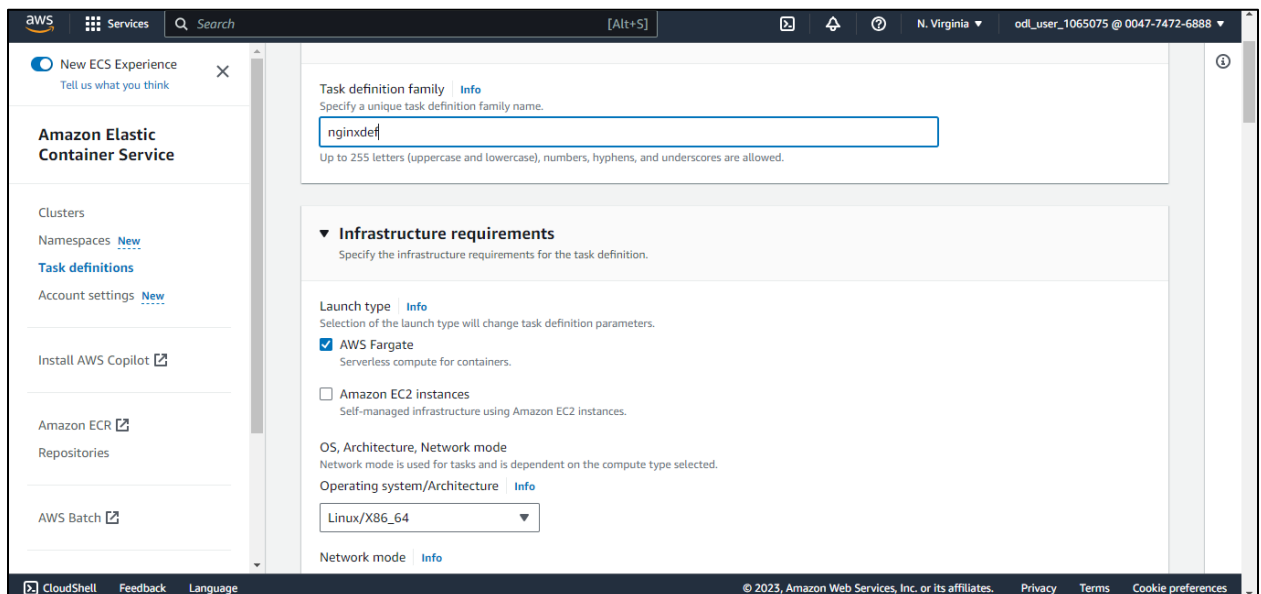 aws Services Search [Alt+S] N. Virginia odl_user_1065075 @ 0047-7472-6888
New ECS Experience
Tell us what you think
Amazon Elastic
Container Service
Clusters
Namespaces New
Task definitions
Account settings New
Install AWS Copilot
Amazon ECR
Repositories
AWS Batch
Task definition family Info
Specify a unique task definition family name.
nginxdef
Up to 255 letters (uppercase and lowercase), numbers, hyphens, and underscores are allowed.
Infrastructure requirements
Specify the infrastructure requirements for the task definition.
Launch type Info
Selection of the launch type will change task definition parameters.
AWS Fargate
Serverless compute for containers.
Amazon EC2 instances
Self-managed infrastructure using Amazon EC2 instances.
OS, Architecture, Network mode
Network mode is used for tasks and is dependent on the compute type selected.
Operating system/Architecture Info
Linux/X86_64
Network mode Info
CloudShell Feedback Language © 2023, Amazon Web Services, Inc. or its affiliates. Privacy Terms Cookie preferences